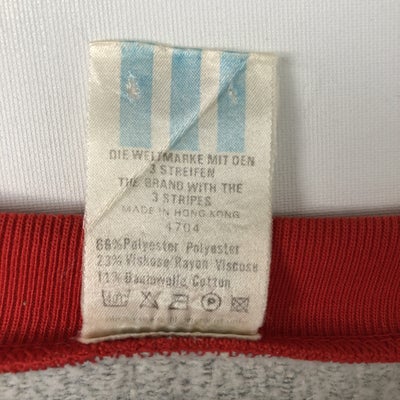 DIE WELTMARKE MIT DEN
3 STREIFEN
THE BRAND WITH THE
3 STRIPES
MADE IN HONG KONG
4704
66% Polyester Polyester
23% Viskose Rayon Viscose
11% Baumwolle Cotton
P